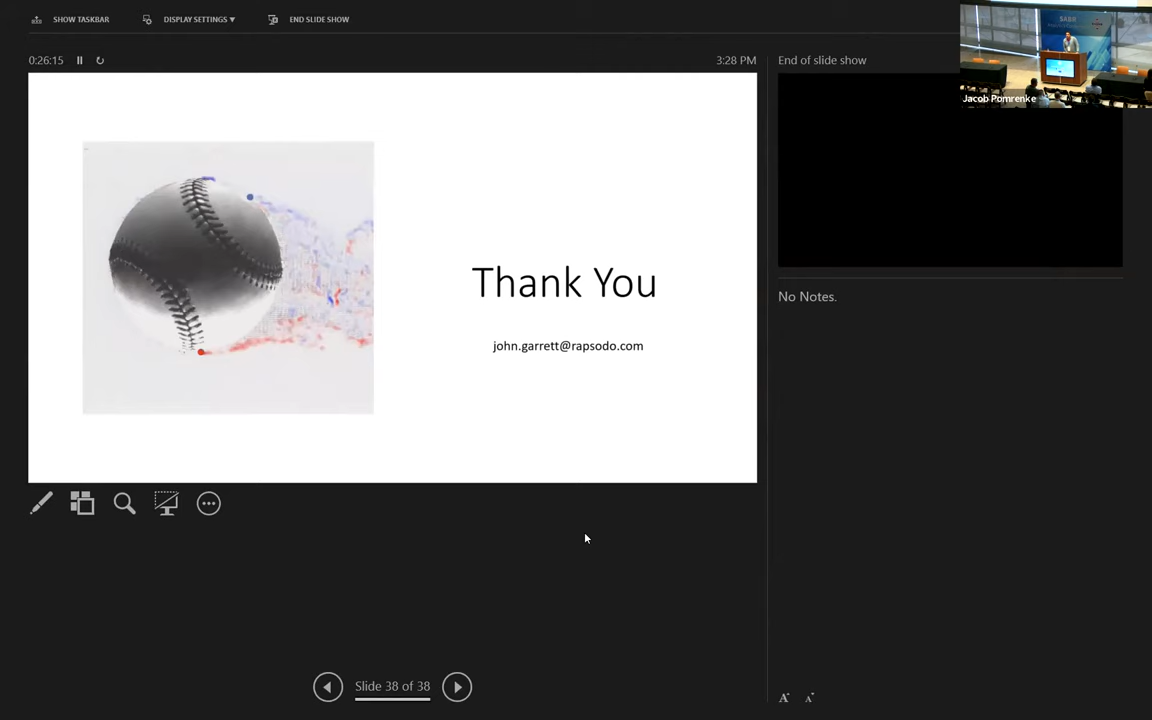 SHOW TASKBAR
DISPLAY SETTINGS ▼
END SLIDE SHOW
0:26:15
3:28 PM
End of slide show
SABR
Jacob Pomrenke
Thank You
john.garrett@rapsodo.com
No Notes.
Slide 38 of 38
A A